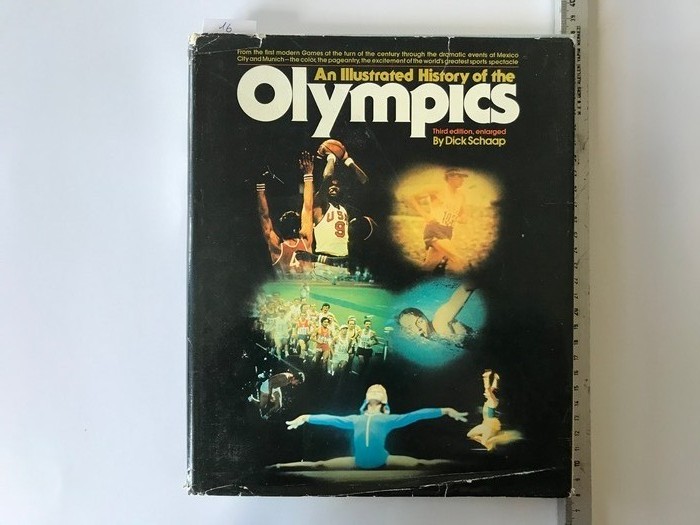 16
From the first modern Games at the turn of the century through the dramatic events at Mexico
City and Munich—the color, the pageantry, the excitement of the world's greatest sports spectacle
An Illustrated History of the
Olympics
Third edition, enlarged
By Dick Schaap
USA
9